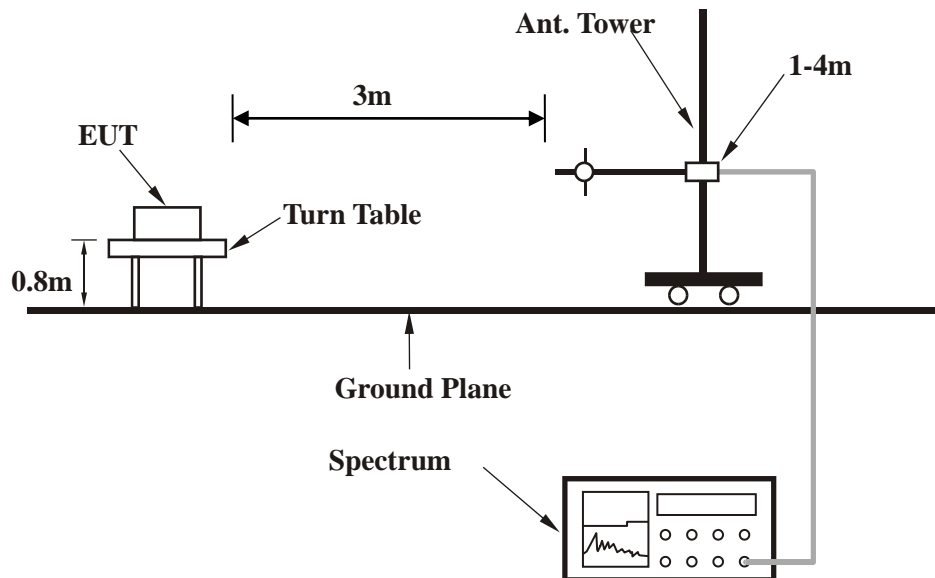 Ant. Tower
1-4m
3m
EUT
Turn Table
0.8m
Ground Plane
Spectrum